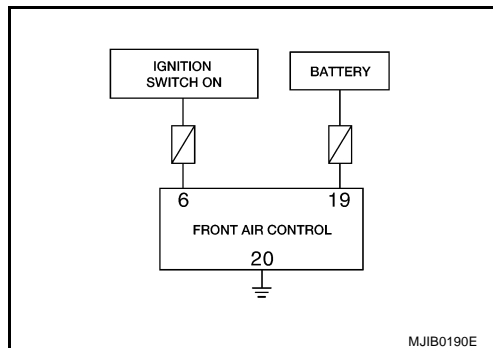 IGNITION
SWITCH ON
BATTERY
6 19
FRONT AIR CONTROL
20
MJIB0190E